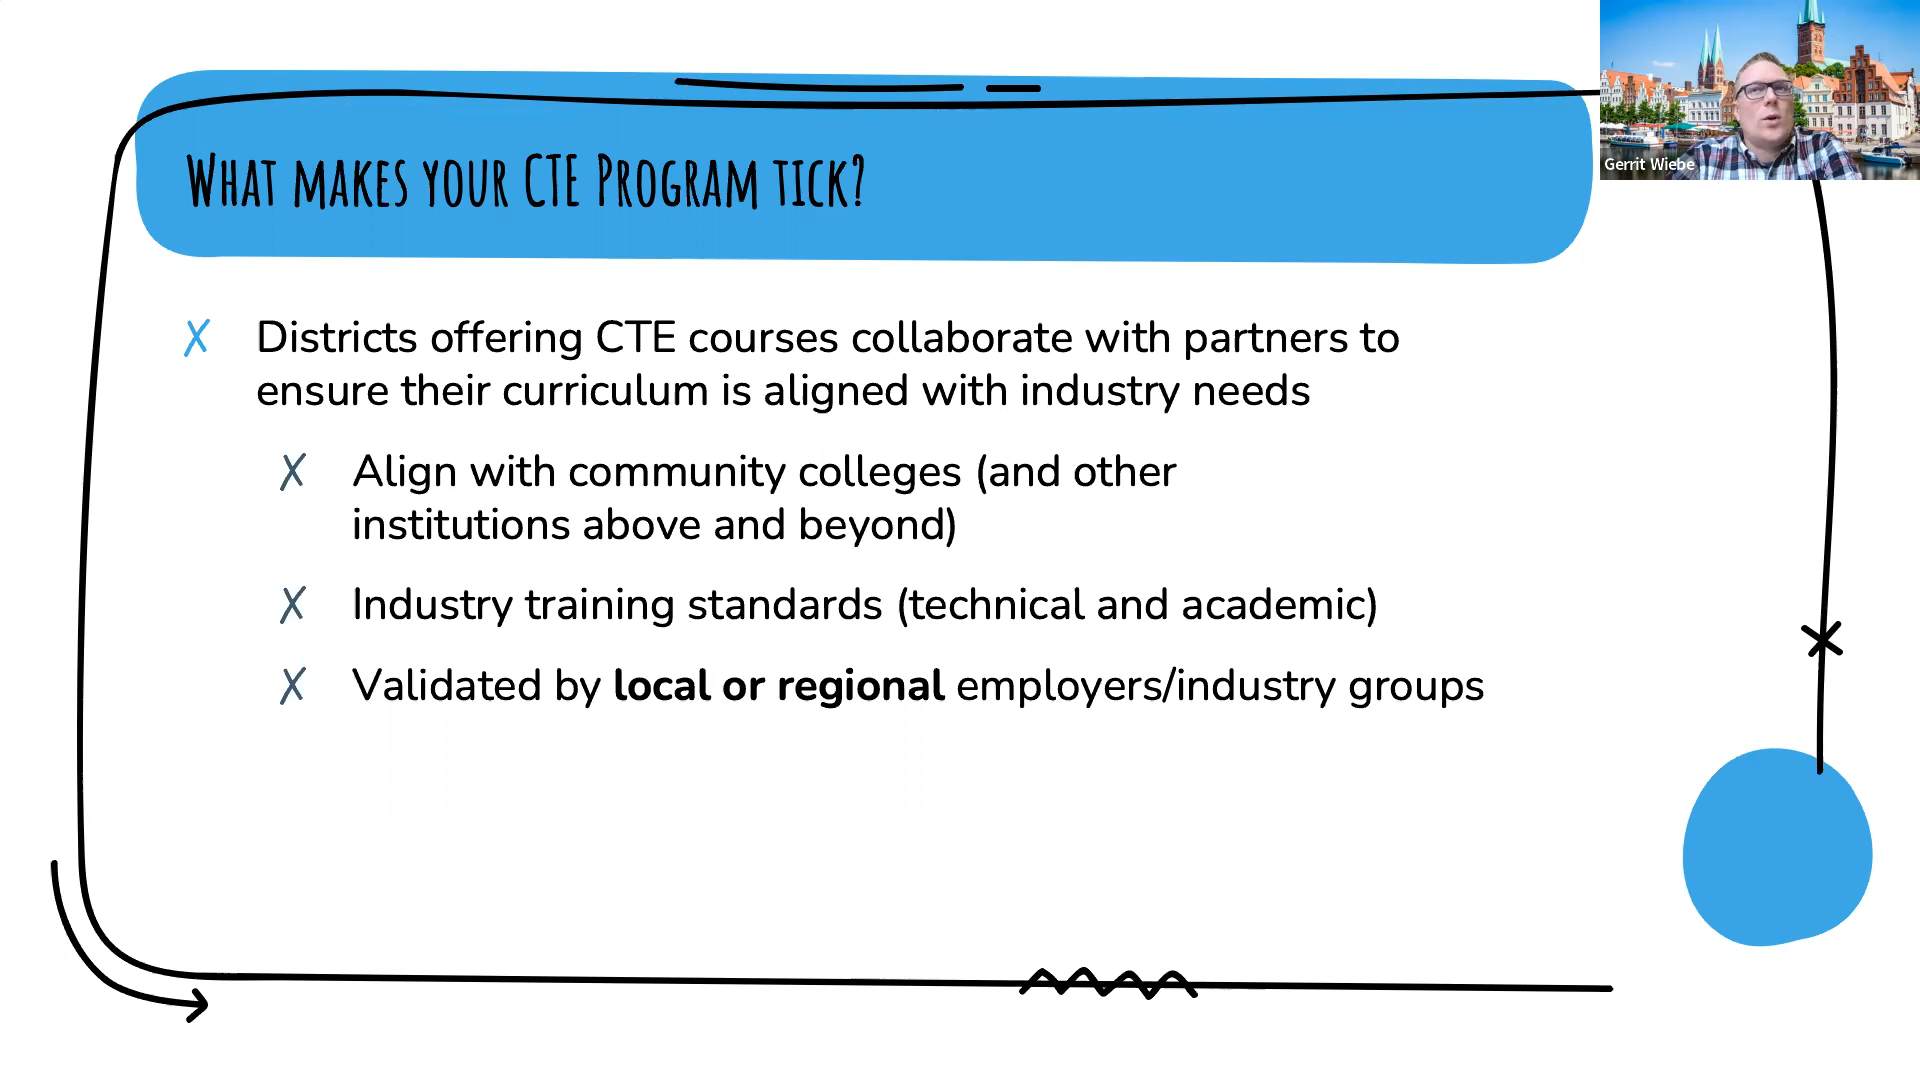 What makes your CTE Program tick?
Gerrit Wiebe
Districts offering CTE courses collaborate with partners to
ensure their curriculum is aligned with industry needs
Align with community colleges (and other
institutions above and beyond)
Industry training standards (technical and academic)
Validated by local or regional employers/industry groups